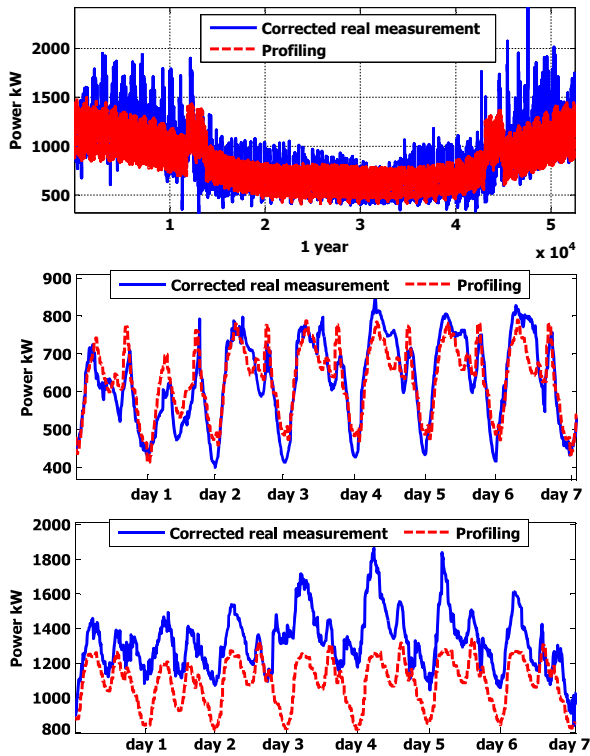 Corrected real measurement
Profiling
Power kW
2000
1500
1000
500
1 2 3 4 5
1 year
x 10⁴
Corrected real measurement Profiling
Power kW
900
800
700
600
500
400
day 1 day 2 day 3 day 4 day 5 day 6 day 7
Corrected real measurement Profiling
Power kW
2000
1800
1600
1400
1200
1000
800
day 1 day 2 day 3 day 4 day 5 day 6 day 7